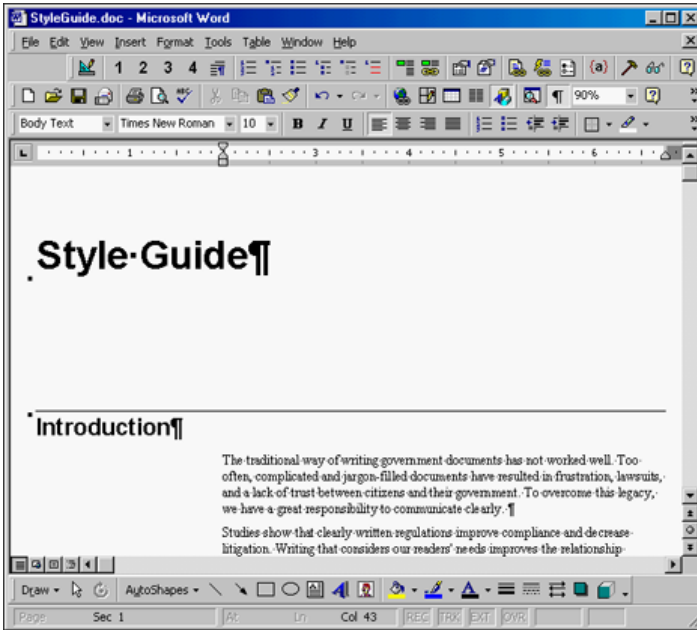 StyleGuide.doc - Microsoft Word
File Edit View Insert Format Tools Table Window Help
1 2 3 4
90%
Body Text Times New Roman 10 B I U
1 3 4 5 6
Style·Guide¶
Introduction¶
The·traditional·way·of·writing·government·documents·has·not·worked·well.·Too·
often,·complicated·and·jargon-filled·documents·have·resulted·in·frustration,·lawsuits,·
and·a·lack·of·trust·between·citizens·and·their·government.·To·overcome·this·legacy,·
we·have·a·great·responsibility·to·communicate·clearly.·¶
Studies·show·that·clearly·written·regulations·improve·compliance·and·decrease·
litigation.·Writing·that·considers·our·readers'·needs·improves·the·relationship·
Draw AutoShapes
Page Sec 1 At Ln Col 43 REC TRK EXT OVR